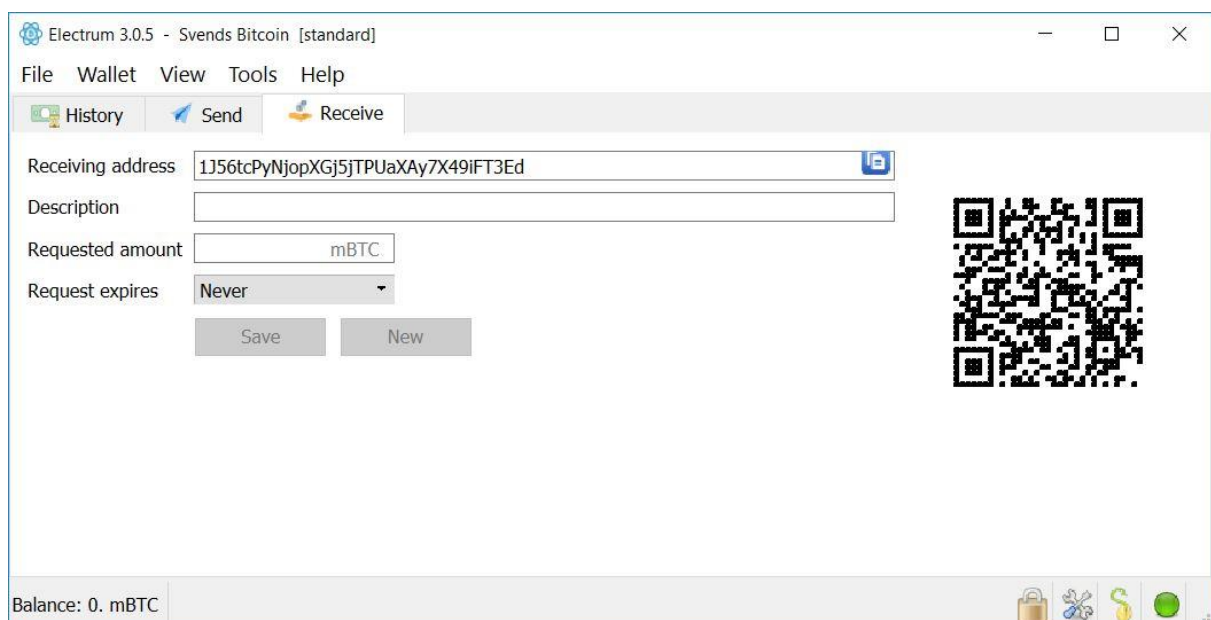 Electrum 3.0.5 - Svends Bitcoin [standard]
File Wallet View Tools Help
History Send Receive
Receiving address 1J56tcPyNjopXGj5jTPUaXAy7X49iFT3Ed
Description
Requested amount mBTC
Request expires Never
Save New
Balance: 0. mBTC